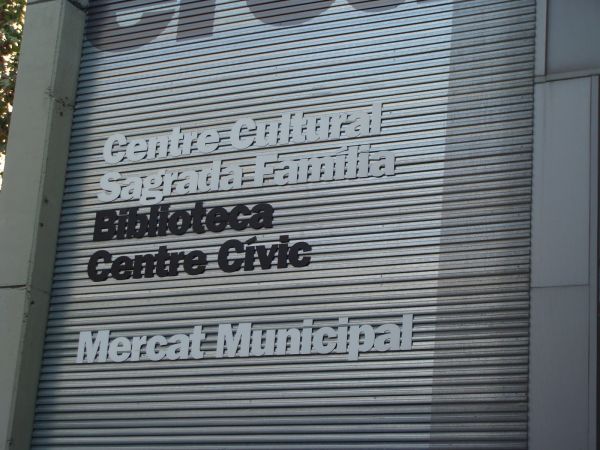 Centre Cultural
Sagrada Família
Biblioteca
Centre Cívic
Mercat Municipal